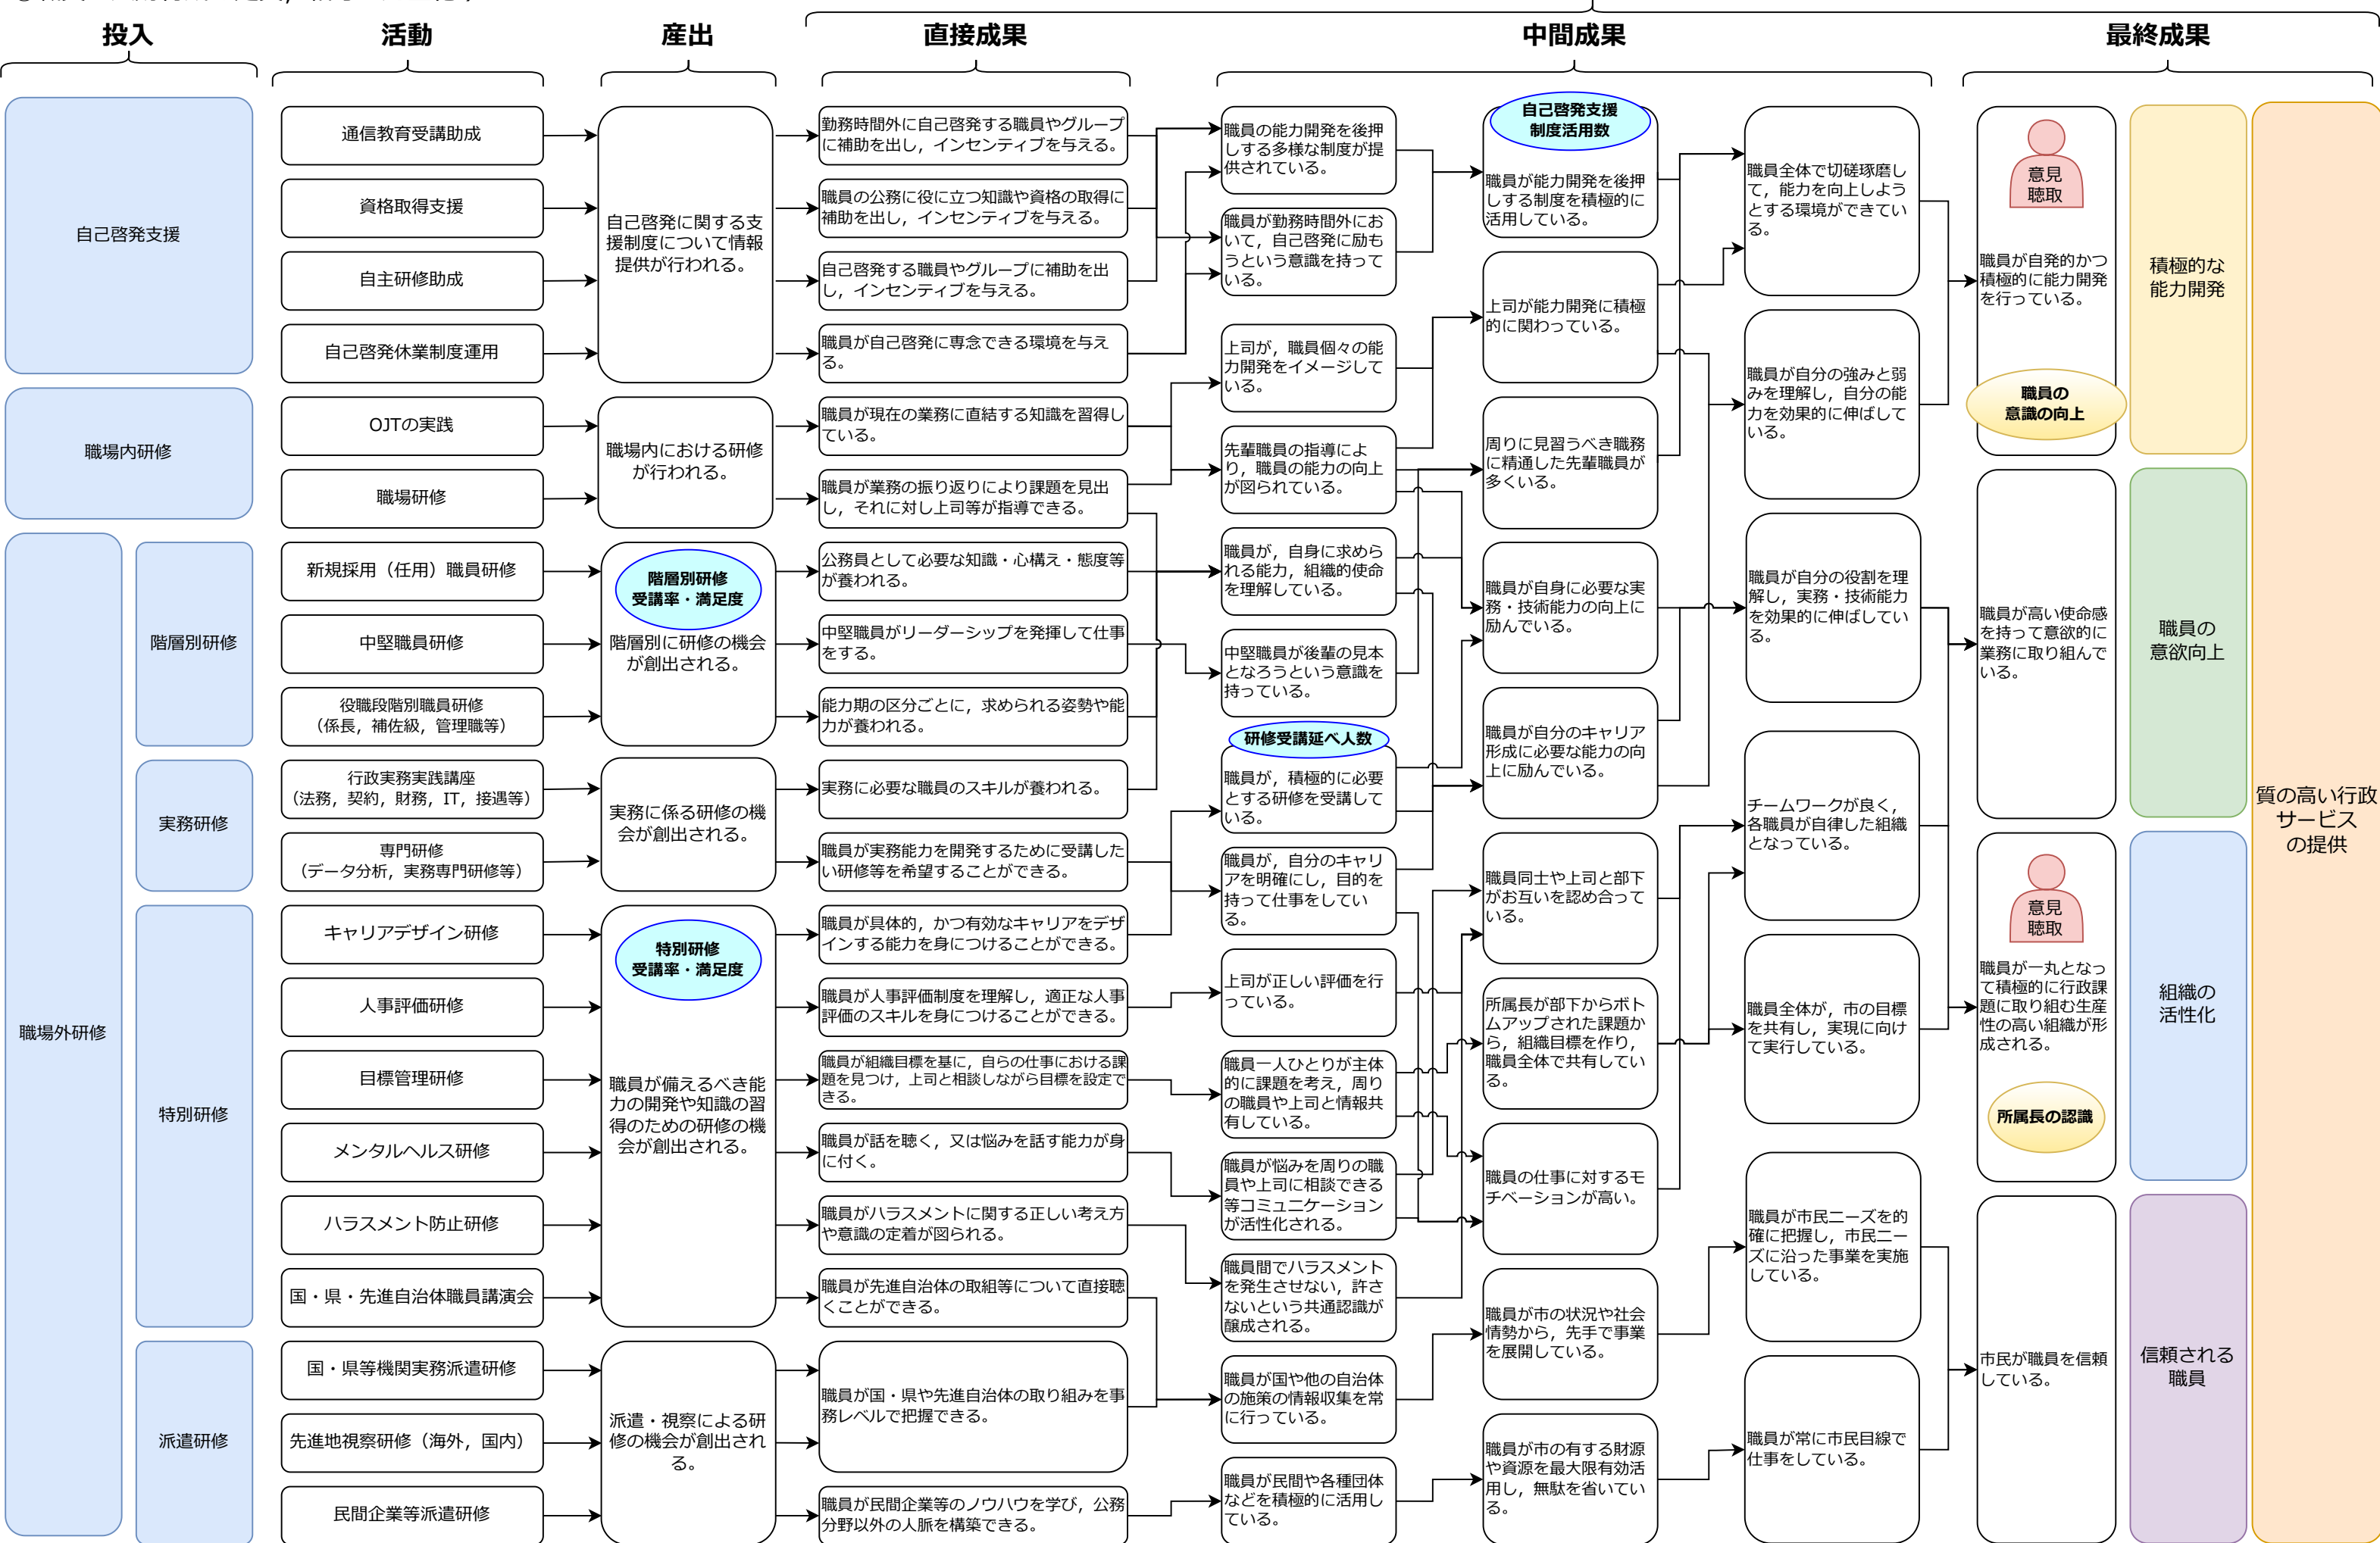 投入
活動
産出
直接成果
中間成果
最終成果
自己啓発支援
職場内研修
職場外研修
階層別研修
実務研修
特別研修
派遣研修
通信教育受講助成
資格取得支援
自主研修助成
自己啓発休業制度運用
OJTの実践
職場研修
新規採用（任用）職員研修
中堅職員研修
役職段階別職員研修
（係長，補佐級，管理職等）
行政実務実践講座
（法務，契約，財務，IT，接遇等）
専門研修
（データ分析，実務専門研修等）
キャリアデザイン研修
人事評価研修
目標管理研修
メンタルヘルス研修
ハラスメント防止研修
国・県・先進自治体職員講演会
国・県等機関実務派遣研修
先進地視察研修（海外，国内）
民間企業等派遣研修
自己啓発に関する支
援制度について情報
提供が行われる。
職場内における研修
が行われる。
階層別研修
受講率・満足度
階層別に研修の機会
が創出される。
実務に係る研修の機
会が創出される。
特別研修
受講率・満足度
職員が備えるべき能
力の開発や知識の習
得のための研修の機
会が創出される。
派遣・視察による研
修の機会が創出され
る。
勤務時間外に自己啓発する職員やグループ
に補助を出し，インセンティブを与える。
職員の公務に役に立つ知識や資格の取得に
補助を出し，インセンティブを与える。
自己啓発する職員やグループに補助を出
し，インセンティブを与える。
職員が自己啓発に専念できる環境を与え
る。
職員が現在の業務に直結する知識を習得し
ている。
職員が業務の振り返りにより課題を見出
し，それに対し上司等が指導できる。
公務員として必要な知識・心構え・態度等
が養われる。
中堅職員がリーダーシップを発揮して仕事
をする。
能力期の区分ごとに，求められる姿勢や能
力が養われる。
実務に必要な職員のスキルが養われる。
職員が実務能力を開発するために受講した
い研修等を希望することができる。
職員が具体的，かつ有効なキャリアをデザ
インする能力を身につけることができる。
職員が人事評価制度を理解し，適正な人事
評価のスキルを身につけることができる。
職員が組織目標を基に，自らの仕事における課
題を見つけ，上司と相談しながら目標を設定で
きる。
職員が話を聴く，又は悩みを話す能力が身
に付く。
職員がハラスメントに関する正しい考え方
や意識の定着が図られる。
職員が先進自治体の取組等について直接聴
くことができる。
職員が国・県や先進自治体の取り組みを事
務レベルで把握できる。
職員が民間企業等のノウハウを学び，公務
分野以外の人脈を構築できる。
職員の能力開発を後押
しする多様な制度が提
供されている。
職員が勤務時間外にお
いて，自己啓発に励も
うという意識を持って
いる。
上司が，職員個々の能
力開発をイメージして
いる。
先輩職員の指導によ
り，職員の能力の向上
が図られている。
職員が，自身に求めら
れる能力，組織的使命
を理解している。
中堅職員が後輩の見本
となろうという意識を
持っている。
研修受講延べ人数
職員が，積極的に必要
とする研修を受講して
いる。
職員が，自分のキャリ
アを明確にし，目的を
持って仕事をしてい
る。
上司が正しい評価を行
っている。
職員一人ひとりが主体
的に課題を考え，周り
の職員や上司と情報共
有している。
職員が悩みを周りの職
員や上司に相談できる
等コミュニケーション
が活性化される。
職員間でハラスメント
を発生させない，許さ
ないという共通認識が
醸成される。
職員が国や他の自治体
の施策の情報収集を常
に行っている。
職員が民間や各種団体
などを積極的に活用し
ている。
自己啓発支援
制度活用数
職員が能力開発を後押
しする制度を積極的に
活用している。
上司が能力開発に積極
的に関わっている。
周りに見習うべき職務
に精通した先輩職員が
多くいる。
職員が自身に必要な実
務・技術能力の向上に
励んでいる。
職員が自分のキャリア
形成に必要な能力の向
上に励んでいる。
職員同士や上司と部下
がお互いを認め合って
いる。
所属長が部下からボト
ムアップされた課題か
ら，組織目標を作り，
職員全体で共有してい
る。
職員の仕事に対するモ
チベーションが高い。
職員が市の状況や社会
情勢から，先手で事業
を展開している。
職員が市の有する財源
や資源を最大限有効活
用し，無駄を省いてい
る。
職員全体で切磋琢磨し
て，能力を向上しよう
とする環境ができてい
る。
職員が自分の強みと弱
みを理解し，自分の能
力を効果的に伸ばして
いる。
職員が自分の役割を理
解し，実務・技術能力
を効果的に伸ばしてい
る。
チームワークが良く，
各職員が自律した組織
となっている。
職員全体が，市の目標
を共有し，実現に向け
て実行している。
職員が市民ニーズを的
確に把握し，市民ニー
ズに沿った事業を実施
している。
職員が常に市民目線で
仕事をしている。
意見
聴取
職員が自発的かつ
積極的に能力開発
を行っている。
職員の
意識の向上
職員が高い使命感
を持って意欲的に
業務に取り組んで
いる。
意見
聴取
職員が一丸となっ
て積極的に行政課
題に取り組む生産
性の高い組織が形
成される。
所属長の認識
市民が職員を信頼
している。
積極的な
能力開発
職員の
意欲向上
組織の
活性化
信頼される
職員
質の高い行政
サービス
の提供